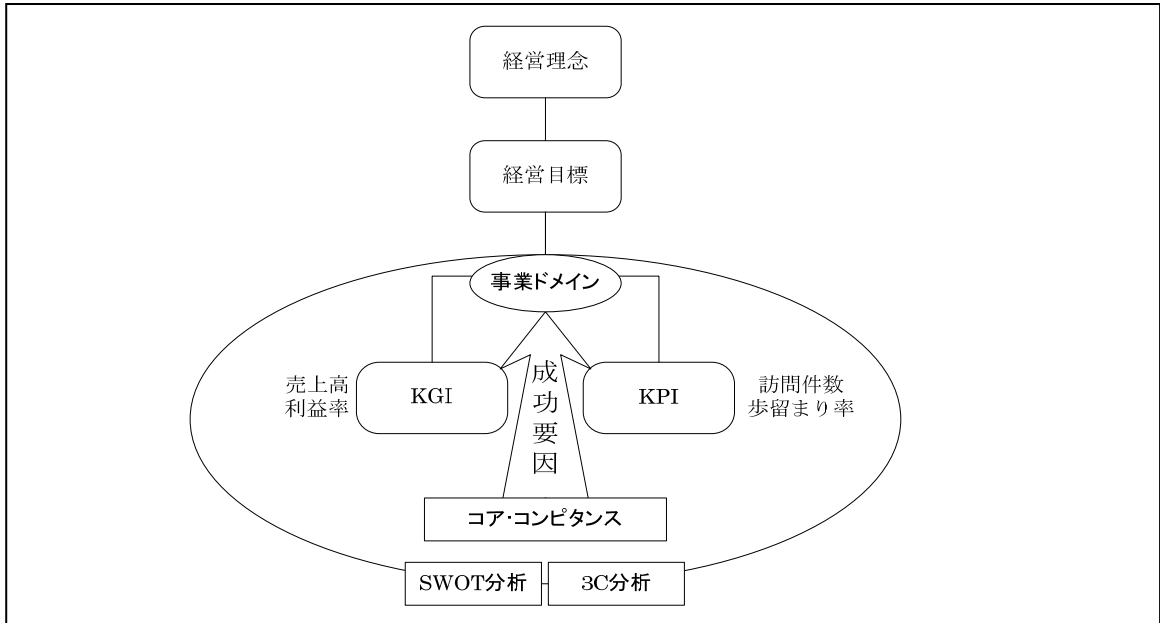 経営理念
経営目標
事業ドメイン
売上高
利益率
KGI
成功要因
KPI
訪問件数
歩留まり率
コア・コンピタンス
SWOT分析
3C分析